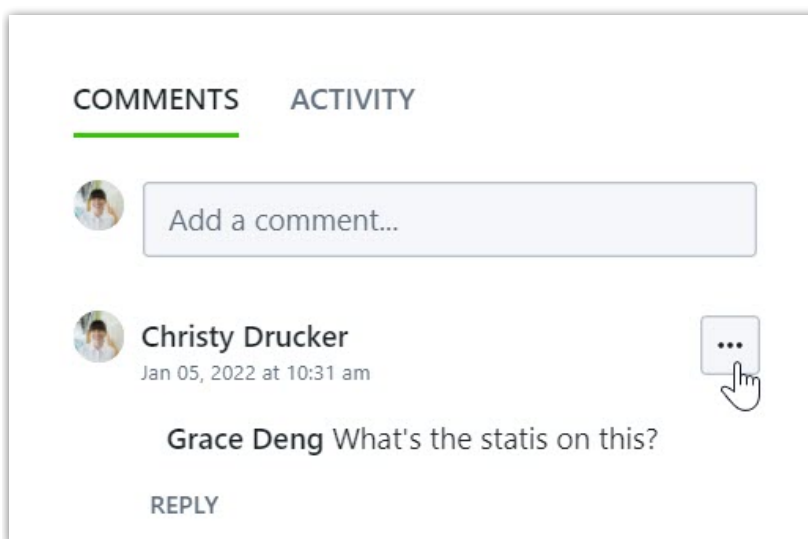 COMMENTS ACTIVITY
Add a comment...
Christy Drucker
Jan 05, 2022 at 10:31 am
Grace Deng What's the statis on this?
REPLY